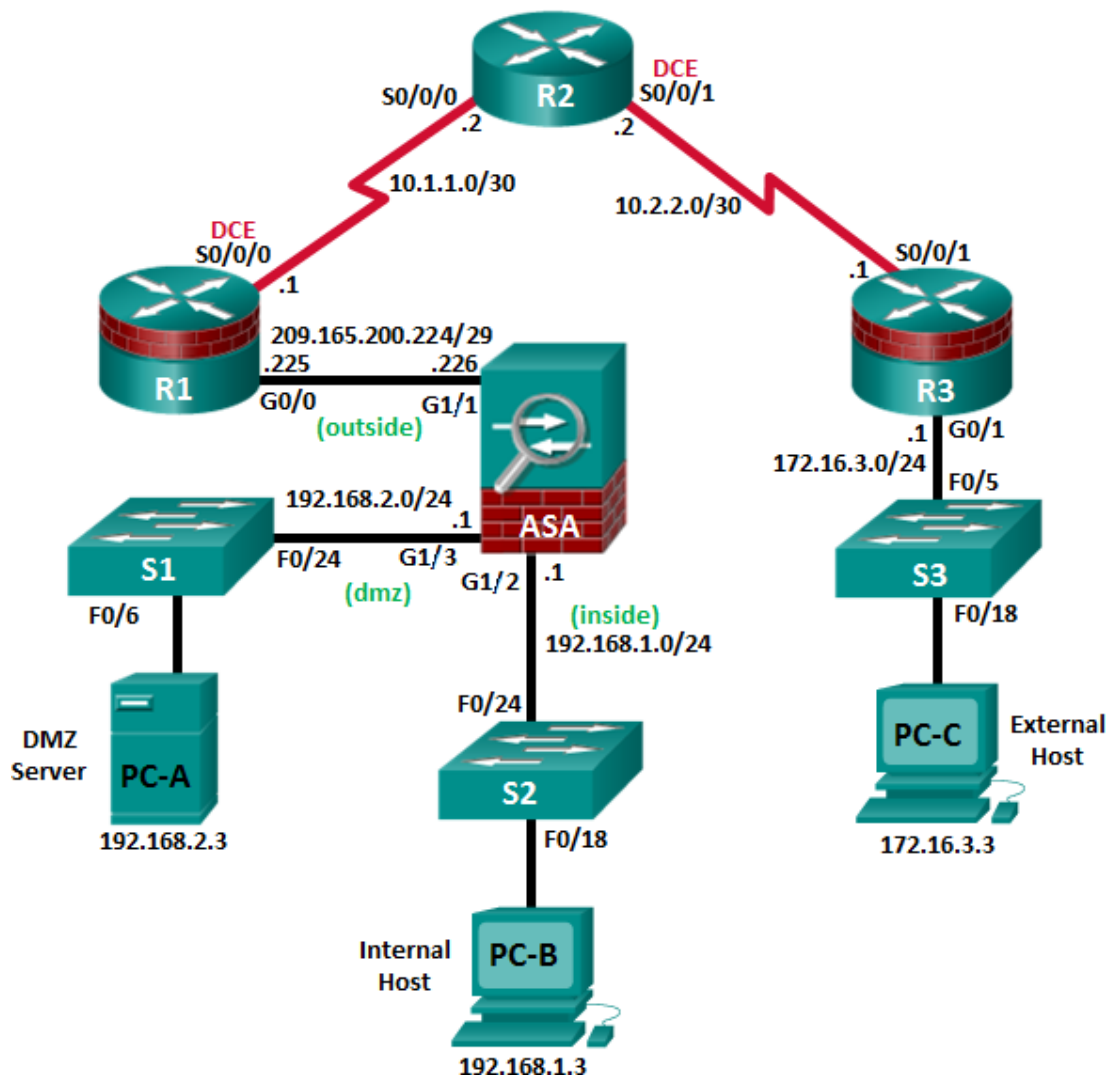 R2
DCE
S0/0/0
S0/0/1
.2
.2
10.1.1.0/30
10.2.2.0/30
DCE
S0/0/0
.1
S0/0/1
.1
R1
209.165.200.224/29
.225
.226
G0/0
G1/1
(outside)
R3
.1
G0/1
172.16.3.0/24
F0/5
192.168.2.0/24
.1
ASA
S1
F0/24
G1/3
(dmz)
G1/2
.1
(inside)
192.168.1.0/24
S3
F0/6
F0/18
DMZ
Server
PC-A
192.168.2.3
F0/24
S2
F0/18
PC-C
External
Host
172.16.3.3
Internal
Host
PC-B
192.168.1.3